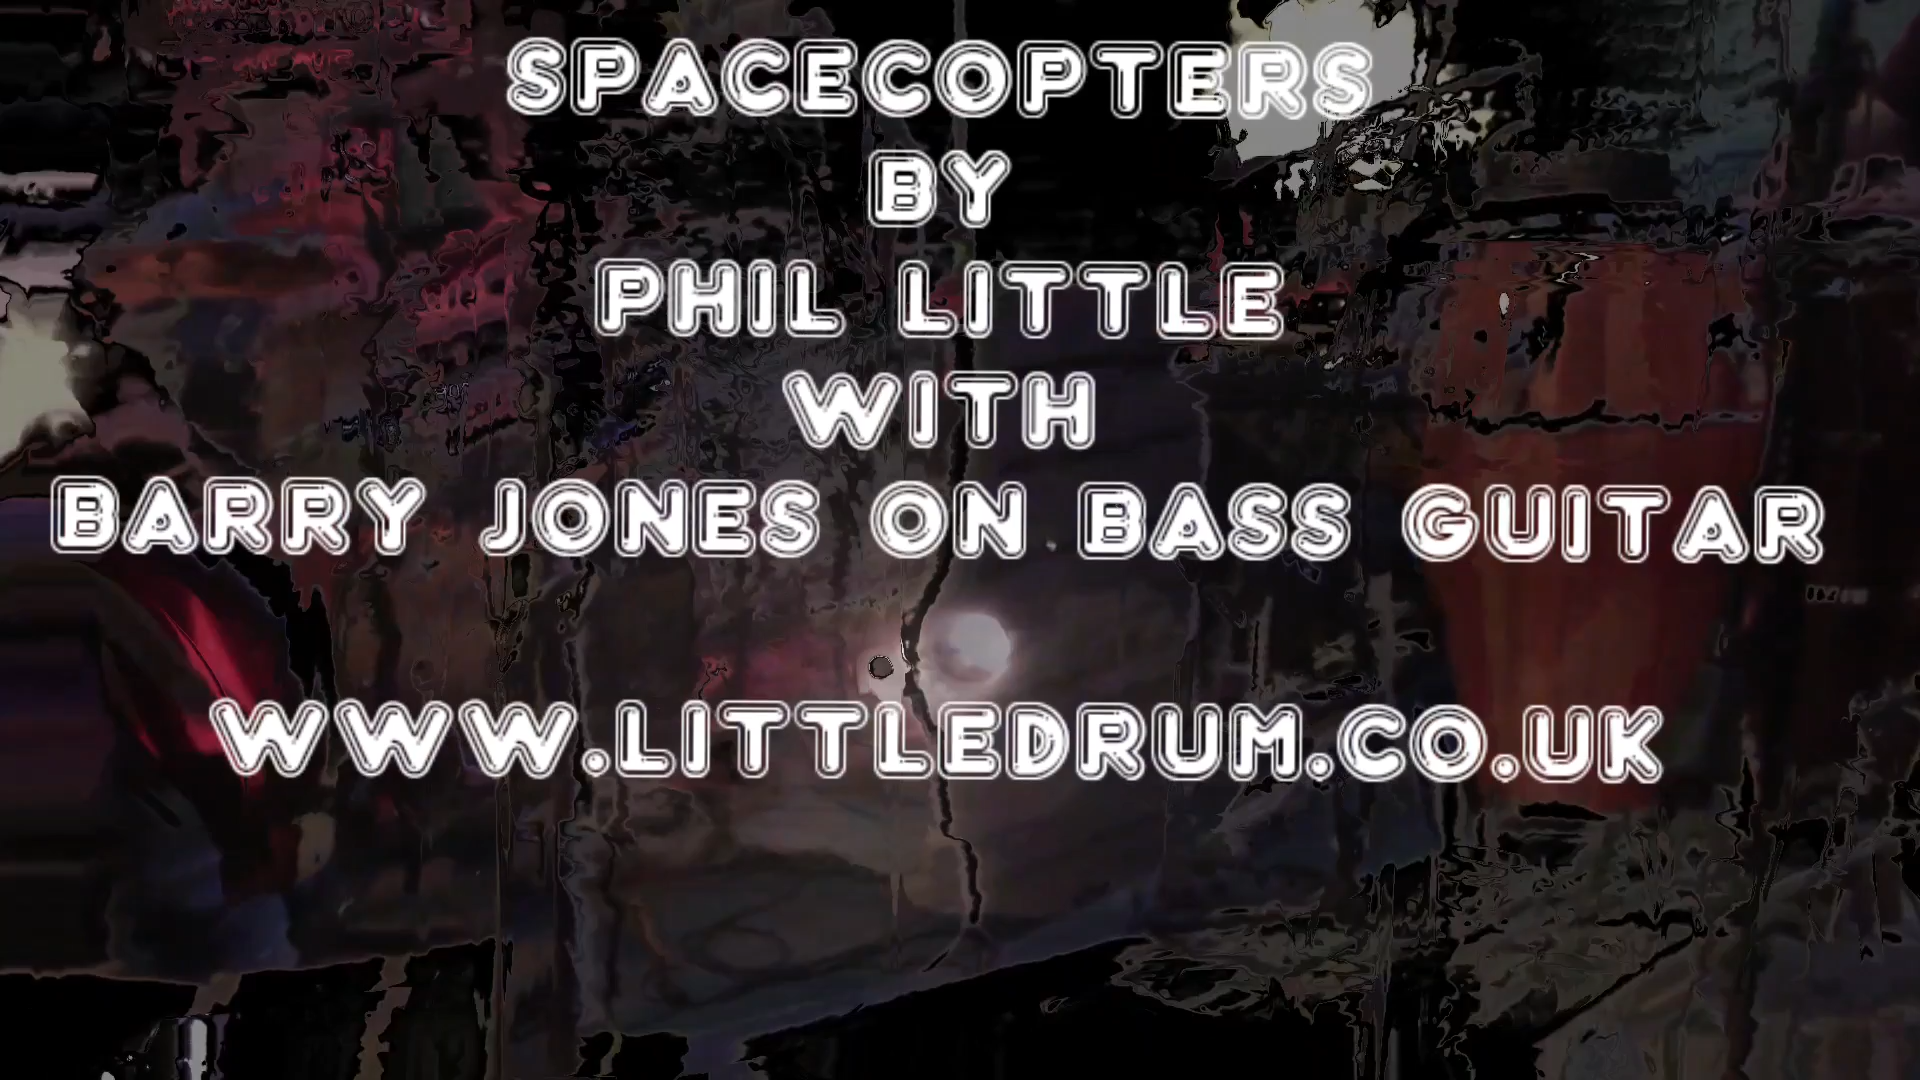 SPACECOPTERS
BY
PHIL LITTLE
WITH
BARRY JONES ON BASS GUITAR
WWW.LITTLEDRUM.CO.UK